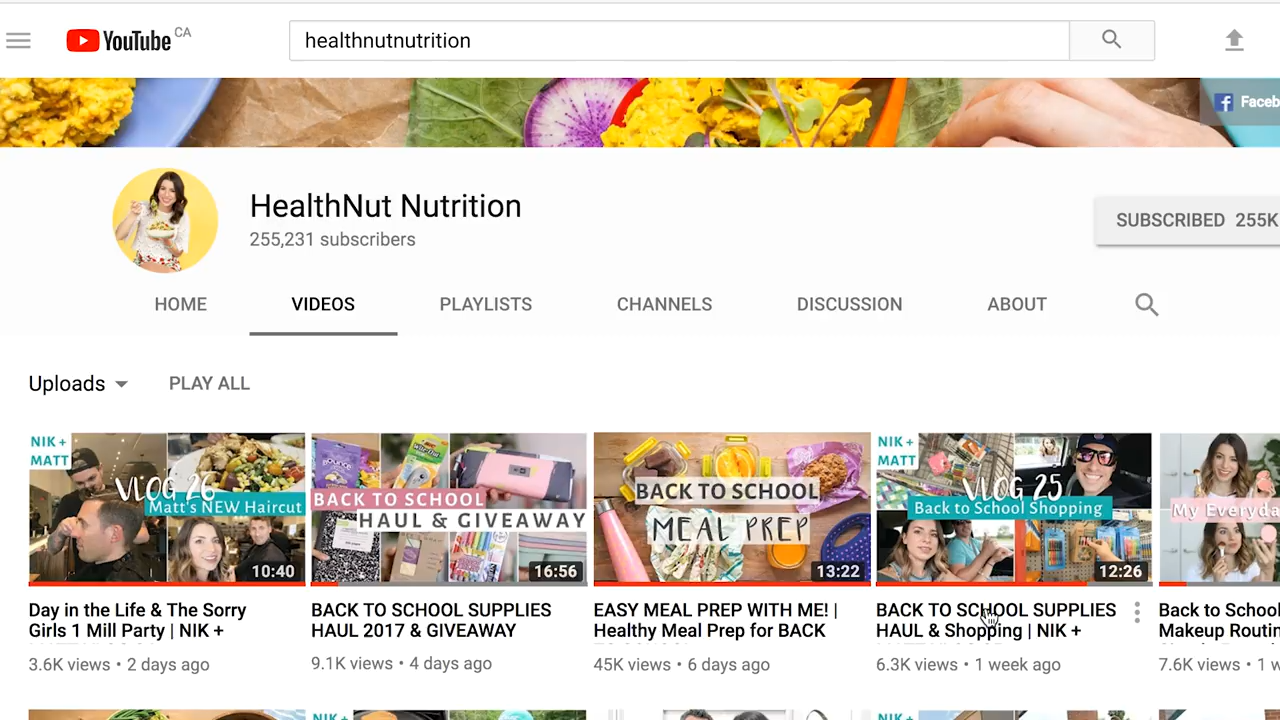 YouTube CA
healthnutnutrition
Faceb
HealthNut Nutrition
255,231 subscribers
SUBSCRIBED 255K
HOME
VIDEOS
PLAYLISTS
CHANNELS
DISCUSSION
ABOUT
Uploads
PLAY ALL
NIK +
MATT
VLOG 26
Matt's NEW Haircut
10:40
BACK TO SCHOOL
HAUL & GIVEAWAY
16:56
BACK TO SCHOOL
MEAL PREP
13:22
NIK +
MATT
VLOG 25
Back to School Shopping
12:26
My Everyda
Day in the Life & The Sorry
Girls 1 Mill Party | NIK +
3.6K views • 2 days ago
BACK TO SCHOOL SUPPLIES
HAUL 2017 & GIVEAWAY
9.1K views • 4 days ago
EASY MEAL PREP WITH ME! |
Healthy Meal Prep for BACK
45K views • 6 days ago
BACK TO SCHOOL SUPPLIES
HAUL & Shopping | NIK +
6.3K views • 1 week ago
Back to School
Makeup Routin
7.6K views • 1 w
NIK +
NIK +